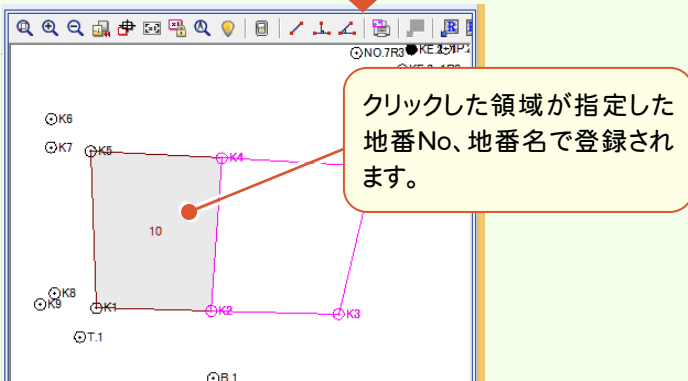 NO.7R3
K6
クリックした領域が指定した
地番No、地番名で登録され
ます。
K7
K5
K4
10
K8
K9
K1
K2
K3
T.1
B.1